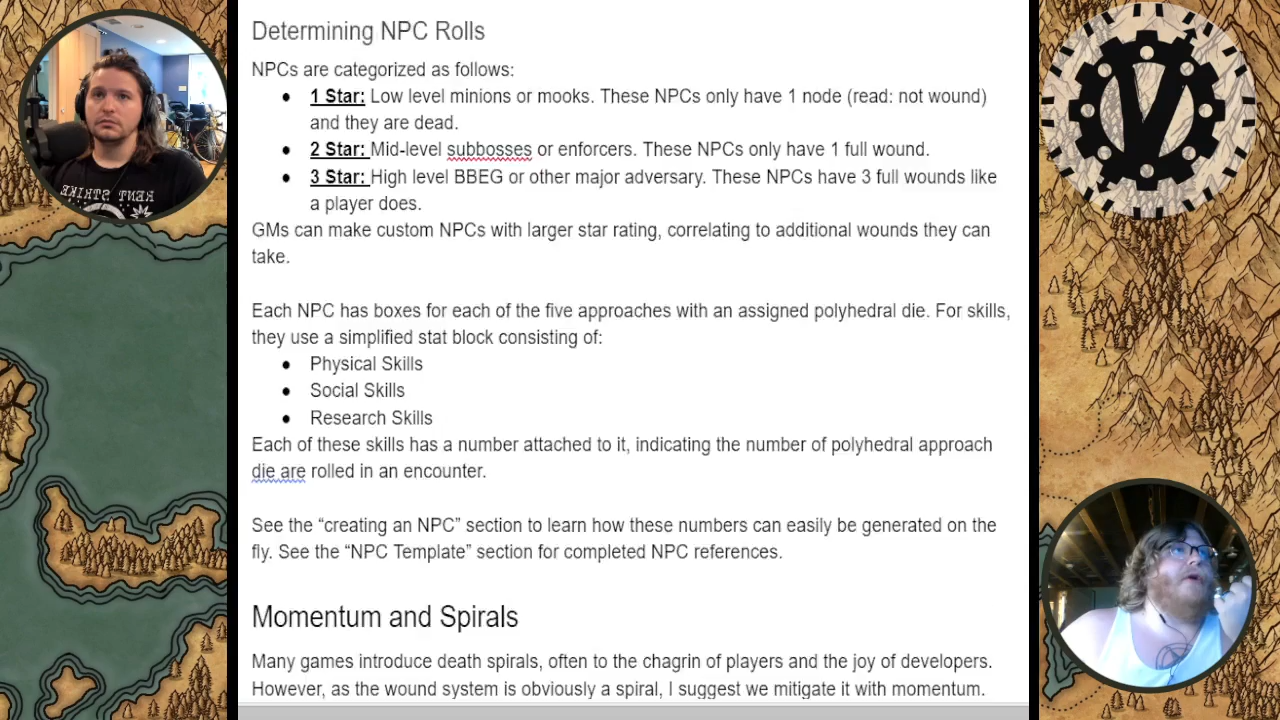 Determining NPC Rolls
NPCs are categorized as follows:
● 1 Star: Low level minions or mooks. These NPCs only have 1 node (read: not wound)
and they are dead.
● 2 Star: Mid-level subbosses or enforcers. These NPCs only have 1 full wound.
● 3 Star: High level BBEG or other major adversary. These NPCs have 3 full wounds like
a player does.
GMs can make custom NPCs with larger star rating, correlating to additional wounds they can
take.
Each NPC has boxes for each of the five approaches with an assigned polyhedral die. For skills,
they use a simplified stat block consisting of:
● Physical Skills
● Social Skills
● Research Skills
Each of these skills has a number attached to it, indicating the number of polyhedral approach
die are rolled in an encounter.
See the “creating an NPC” section to learn how these numbers can easily be generated on the
fly. See the “NPC Template” section for completed NPC references.
Momentum and Spirals
Many games introduce death spirals, often to the chagrin of players and the joy of developers.
However, as the wound system is obviously a spiral, I suggest we mitigate it with momentum.
KENT STRIKE
V